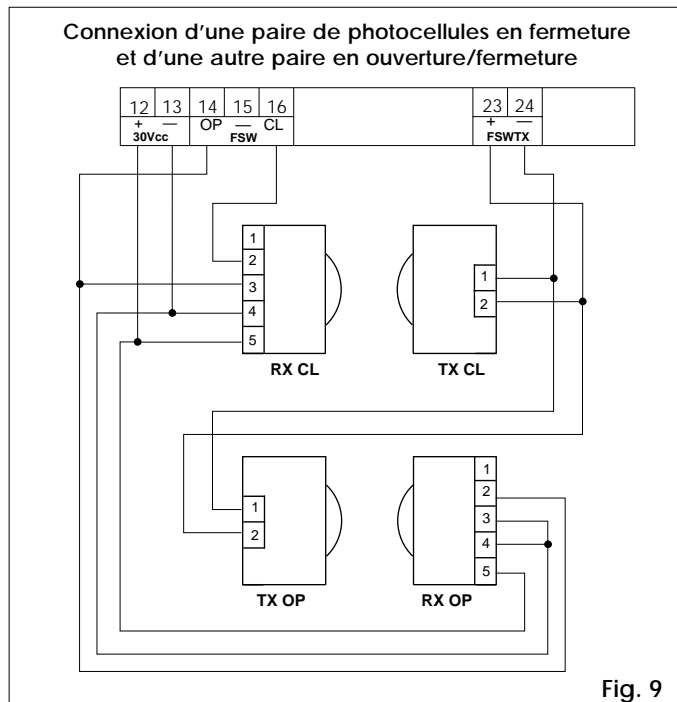 Connexion d'une paire de photocellules en fermeture
et d'une autre paire en ouverture/fermeture
12 13 14 15 16 23 24
+ — OP — CL + —
30Vcc FSW FSWTX
1
2
3
4
5
RX CL
1
2
TX CL
1
2
TX OP
1
2
3
4
5
RX OP
Fig. 9